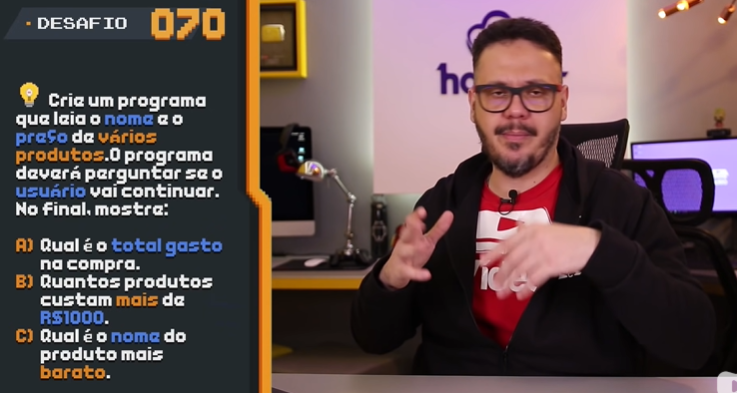 DESAFIO 070
Crie um programa
que leia o nome e o
preço de vários
produtos.O programa
deverá perguntar se o
usuário vai continuar.
No final, mostre:
A) Qual é o total gasto
na compra.
B) Quantos produtos
custam mais de
R$1000.
C) Qual é o nome do
produto mais
barato.